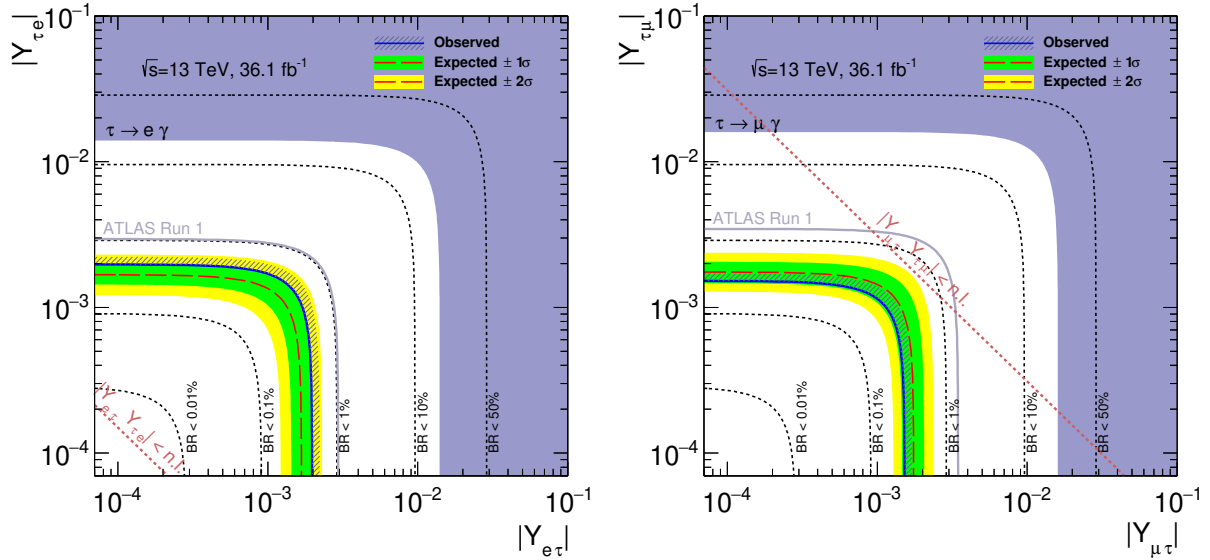 |Y_τe|
10⁻¹
10⁻²
10⁻³
10⁻⁴
√s=13 TeV, 36.1 fb⁻¹
Observed
Expected ± 1σ
Expected ± 2σ
τ → e γ
ATLAS Run 1
|Y_eτ Y_τe|<n.l.
BR < 0.01%
BR < 0.1%
BR < 1%
BR < 10%
BR < 50%
10⁻⁴ 10⁻³ 10⁻² 10⁻¹
|Y_eτ|
|Y_τμ|
10⁻¹
10⁻²
10⁻³
10⁻⁴
√s=13 TeV, 36.1 fb⁻¹
Observed
Expected ± 1σ
Expected ± 2σ
τ → μ γ
ATLAS Run 1
|Y_μτ Y_τμ|<n.l.
BR < 0.01%
BR < 0.1%
BR < 1%
BR < 10%
BR < 50%
10⁻⁴ 10⁻³ 10⁻² 10⁻¹
|Y_μτ|